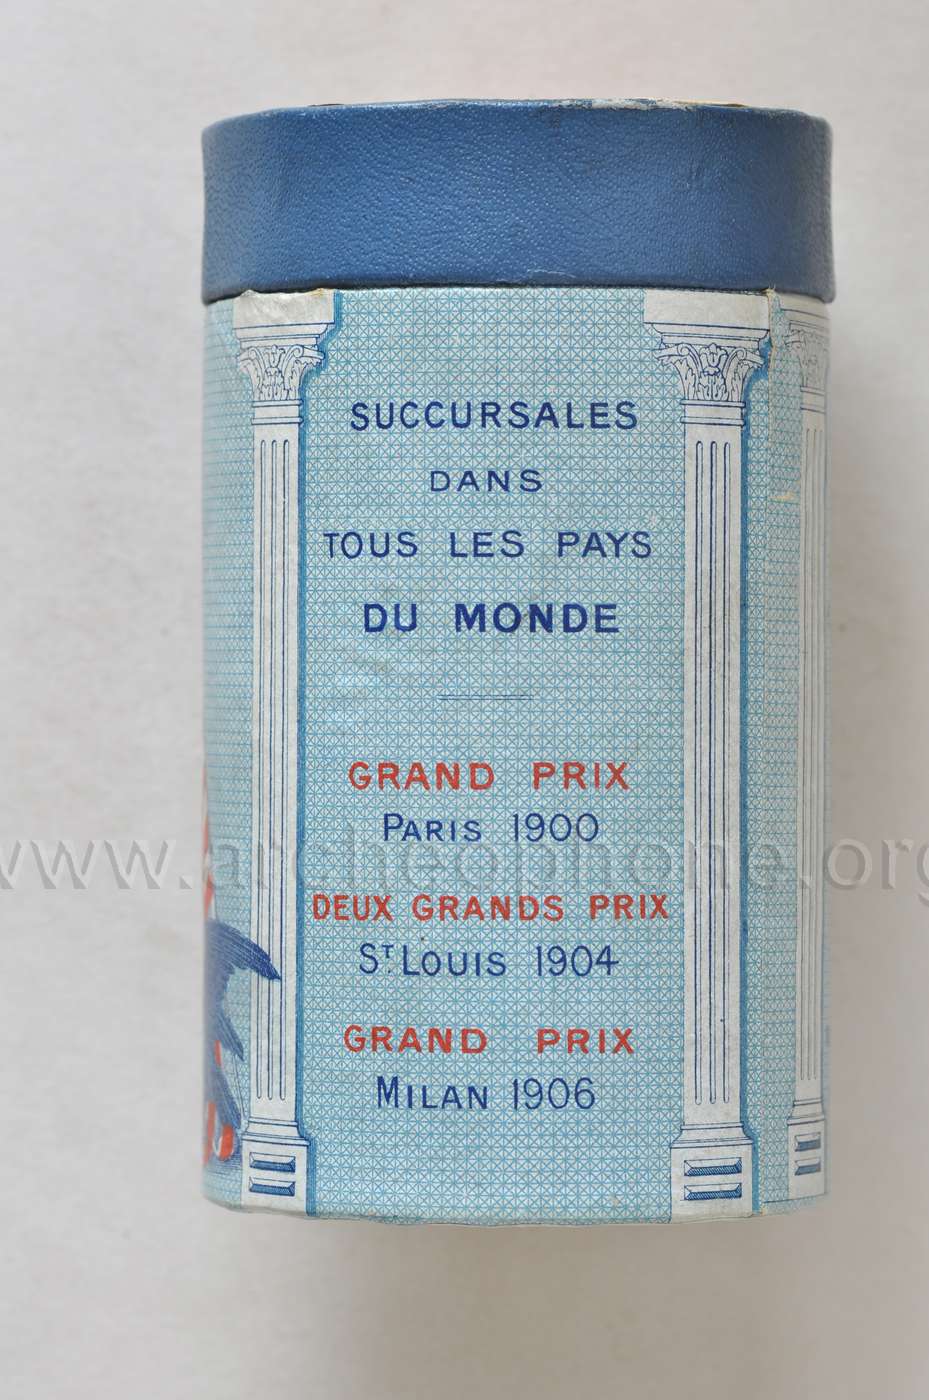 SUCCURSALES
DANS
TOUS LES PAYS
DU MONDE
GRAND PRIX
PARIS 1900
www.archeophone.org
DEUX GRANDS PRIX
ST. LOUIS 1904
GRAND PRIX
MILAN 1906